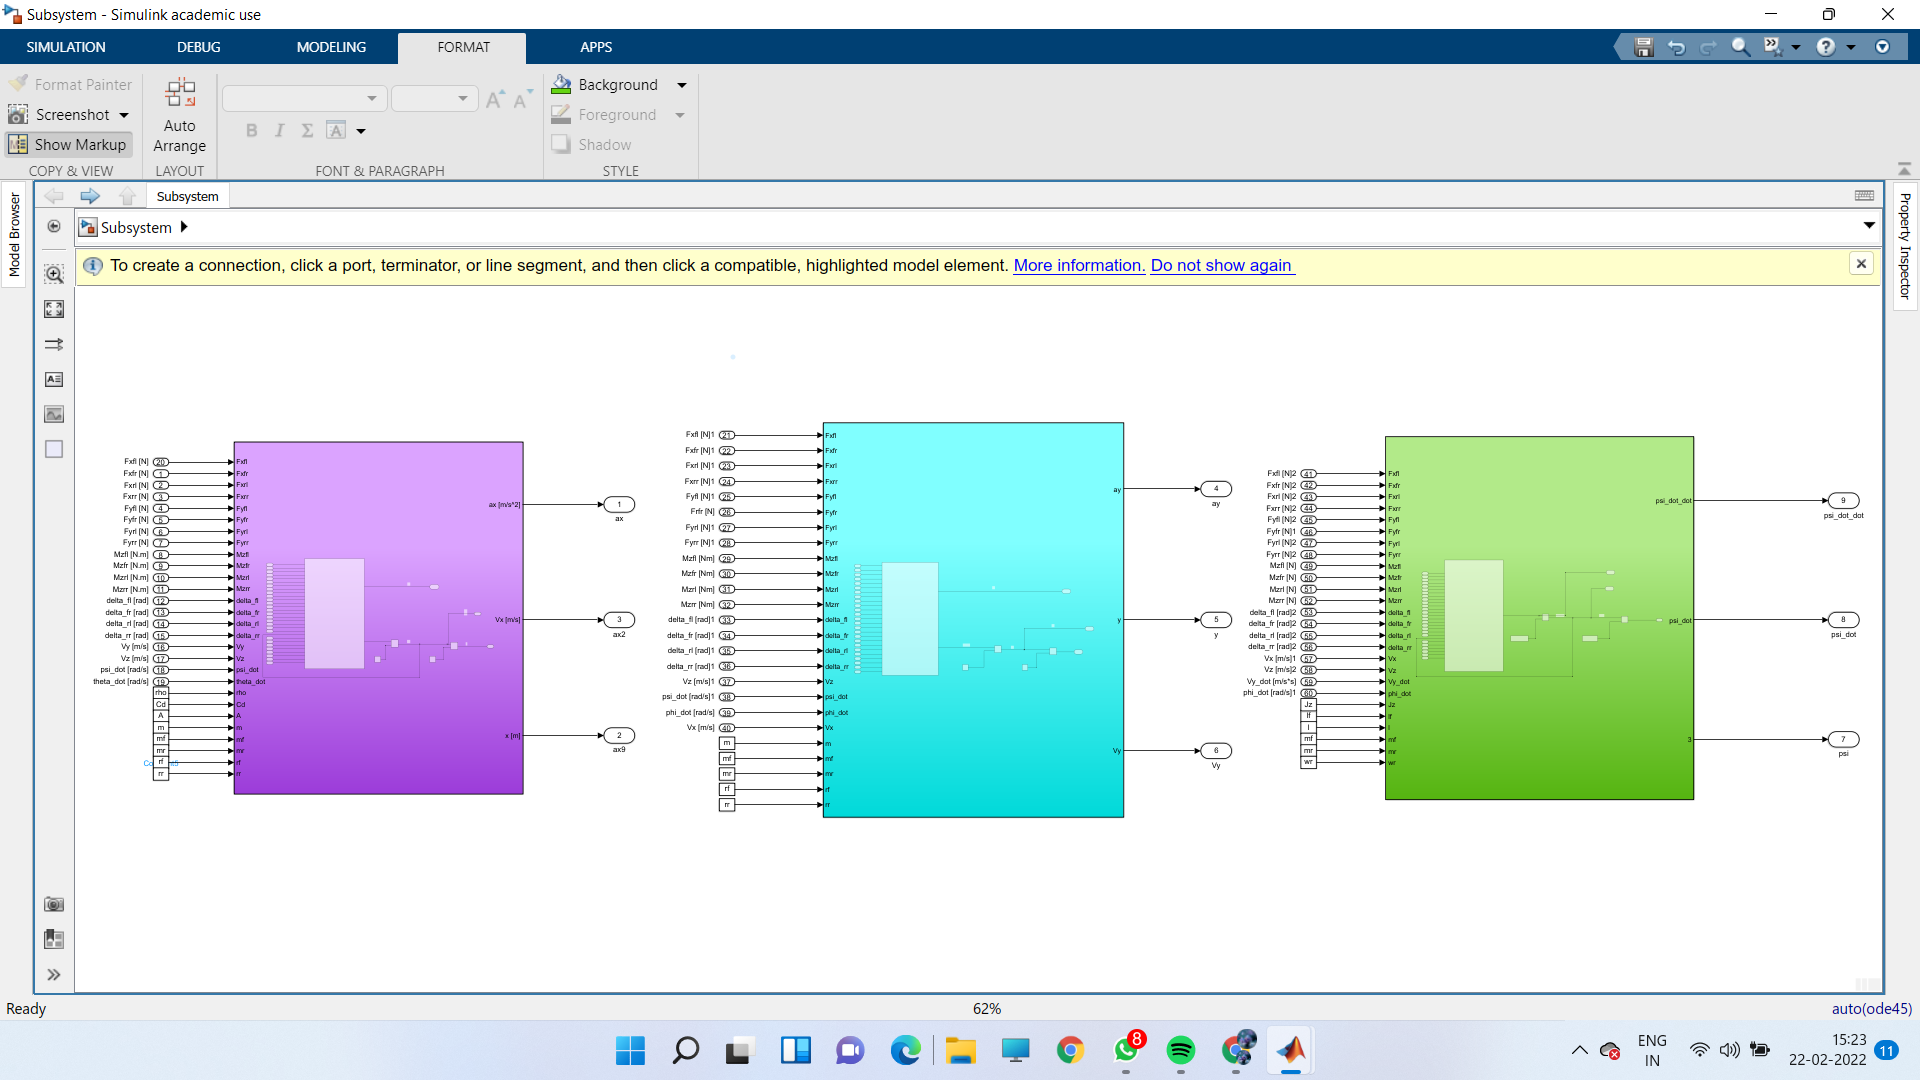 Subsystem - Simulink academic use
SIMULATION DEBUG MODELING FORMAT APPS
Format Painter
Screenshot
Show Markup
COPY & VIEW
Auto
Arrange
LAYOUT
B I Σ A
FONT & PARAGRAPH
Background
Foreground
Shadow
STYLE
Model Browser
Property Inspector
Subsystem
Subsystem
To create a connection, click a port, terminator, or line segment, and then click a compatible, highlighted model element. More information. Do not show again
Fxfl [N] 20 Fxfl
Fxfr [N] 1 Fxfr
Fxrl [N] 2 Fxrl
Fxrr [N] 3 Fxrr
Fyfl [N] 4 Fyfl
Fyfr [N] 5 Fyfr
Fyrl [N] 6 Fyrl
Fyrr [N] 7 Fyrr
Mzfl [N.m] 8 Mzfl
Mzfr [N.m] 9 Mzfr
Mzrl [N.m] 10 Mzrl
Mzrr [N.m] 11 Mzrr
delta_fl [rad] 12 delta_fl
delta_fr [rad] 13 delta_fr
delta_rl [rad] 14 delta_rl
delta_rr [rad] 15 delta_rr
Vy [m/s] 16 Vy
Vz [m/s] 17 Vz
psi_dot [rad/s] 18 psi_dot
theta_dot [rad/s] 19 theta_dot
rho rho
Cd Cd
A A
m m
mf mf
mr mr
rf rf
rr rr
ax [m/s^2] 1
ax
Vx [m/s] 3
ax2
x [m] 2
ax9
Fxfl [N]1 21 Fxfl
Fxfr [N]1 22 Fxfr
Fxrl [N]1 23 Fxrl
Fxrr [N]1 24 Fxrr
Fyfl [N]1 25 Fyfl
Frfr [N] 26 Fyfr
Fyrl [N]1 27 Fyrl
Fyrr [N]1 28 Fyrr
Mzfl [Nm] 29 Mzfl
Mzfr [Nm] 30 Mzfr
Mzrl [Nm] 31 Mzrl
Mzrr [Nm] 32 Mzrr
delta_fl [rad]1 33 delta_fl
delta_fr [rad]1 34 delta_fr
delta_rl [rad]1 35 delta_rl
delta_rr [rad]1 36 delta_rr
Vz [m/s]1 37 Vz
psi_dot [rad/s]1 38 psi_dot
phi_dot [rad/s] 39 phi_dot
Vx [m/s] 40 Vx
m m
mf mf
mr mr
rf rf
rr rr
ay 4
ay
y 5
y
Vy 6
Vy
Fxfl [N]2 41 Fxfl
Fxfr [N]2 42 Fxfr
Fxrl [N]2 43 Fxrl
Fxrr [N]2 44 Fxrr
Fyfl [N]2 45 Fyfl
Fyfr [N]1 46 Fyfr
Fyrl [N]2 47 Fyrl
Fyrr [N]2 48 Fyrr
Mzfl [N] 49 Mzfl
Mzfr [N] 50 Mzfr
Mzrl [N] 51 Mzrl
Mzrr [N] 52 Mzrr
delta_fl [rad]2 53 delta_fl
delta_fr [rad]2 54 delta_fr
delta_rl [rad]2 55 delta_rl
delta_rr [rad]2 56 delta_rr
Vx [m/s]1 57 Vx
Vz [m/s]2 58 Vz
Vy_dot [m/s*s] 59 Vy_dot
phi_dot [rad/s]1 60 phi_dot
Jz Jz
lf lf
l l
mf mf
mr mr
wr wr
psi_dot_dot 9
psi_dot_dot
psi_dot 8
psi_dot
3 7
psi
Ready 62% auto(ode45)
8
ENG
IN
15:23
22-02-2022
11